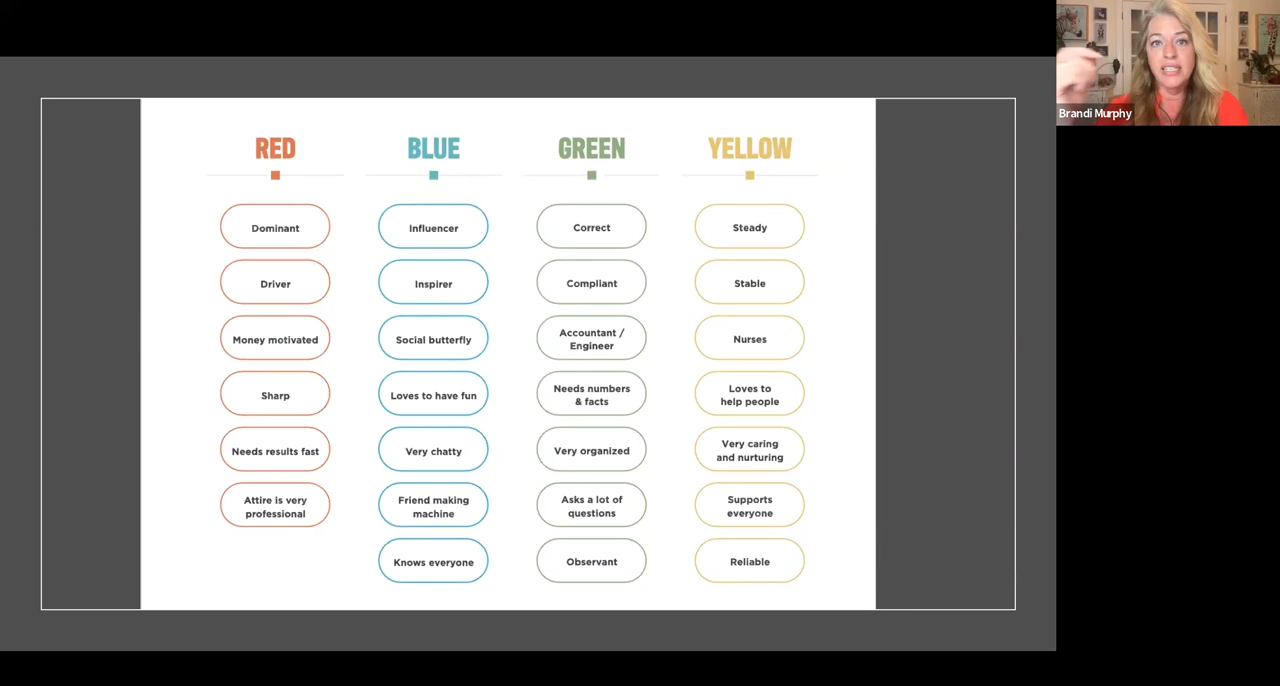 Brandi Murphy
RED
Dominant
Driver
Money motivated
Sharp
Needs results fast
Attire is very
professional
BLUE
Influencer
Inspirer
Social butterfly
Loves to have fun
Very chatty
Friend making
machine
Knows everyone
GREEN
Correct
Compliant
Accountant /
Engineer
Needs numbers
& facts
Very organized
Asks a lot of
questions
Observant
YELLOW
Steady
Stable
Nurses
Loves to
help people
Very caring
and nurturing
Supports
everyone
Reliable